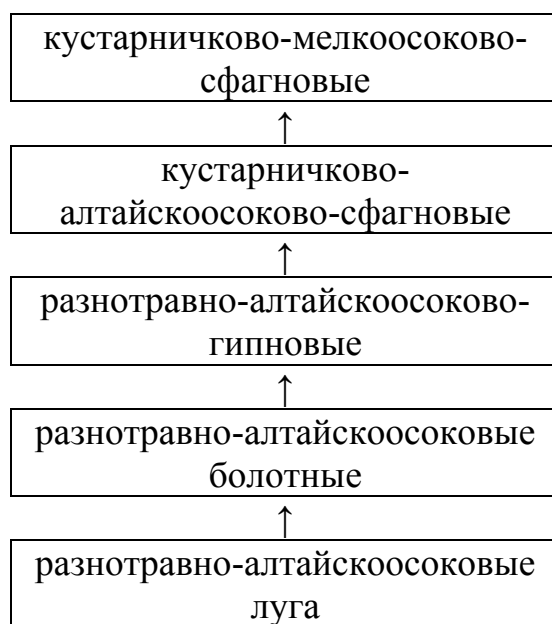 кустарничково-мелкоосоково-
сфагновые
↑
кустарничково-
алтайскоосоково-сфагновые
↑
разнотравно-алтайскоосоково-
гипновые
↑
разнотравно-алтайскоосоковые
болотные
↑
разнотравно-алтайскоосоковые
луга